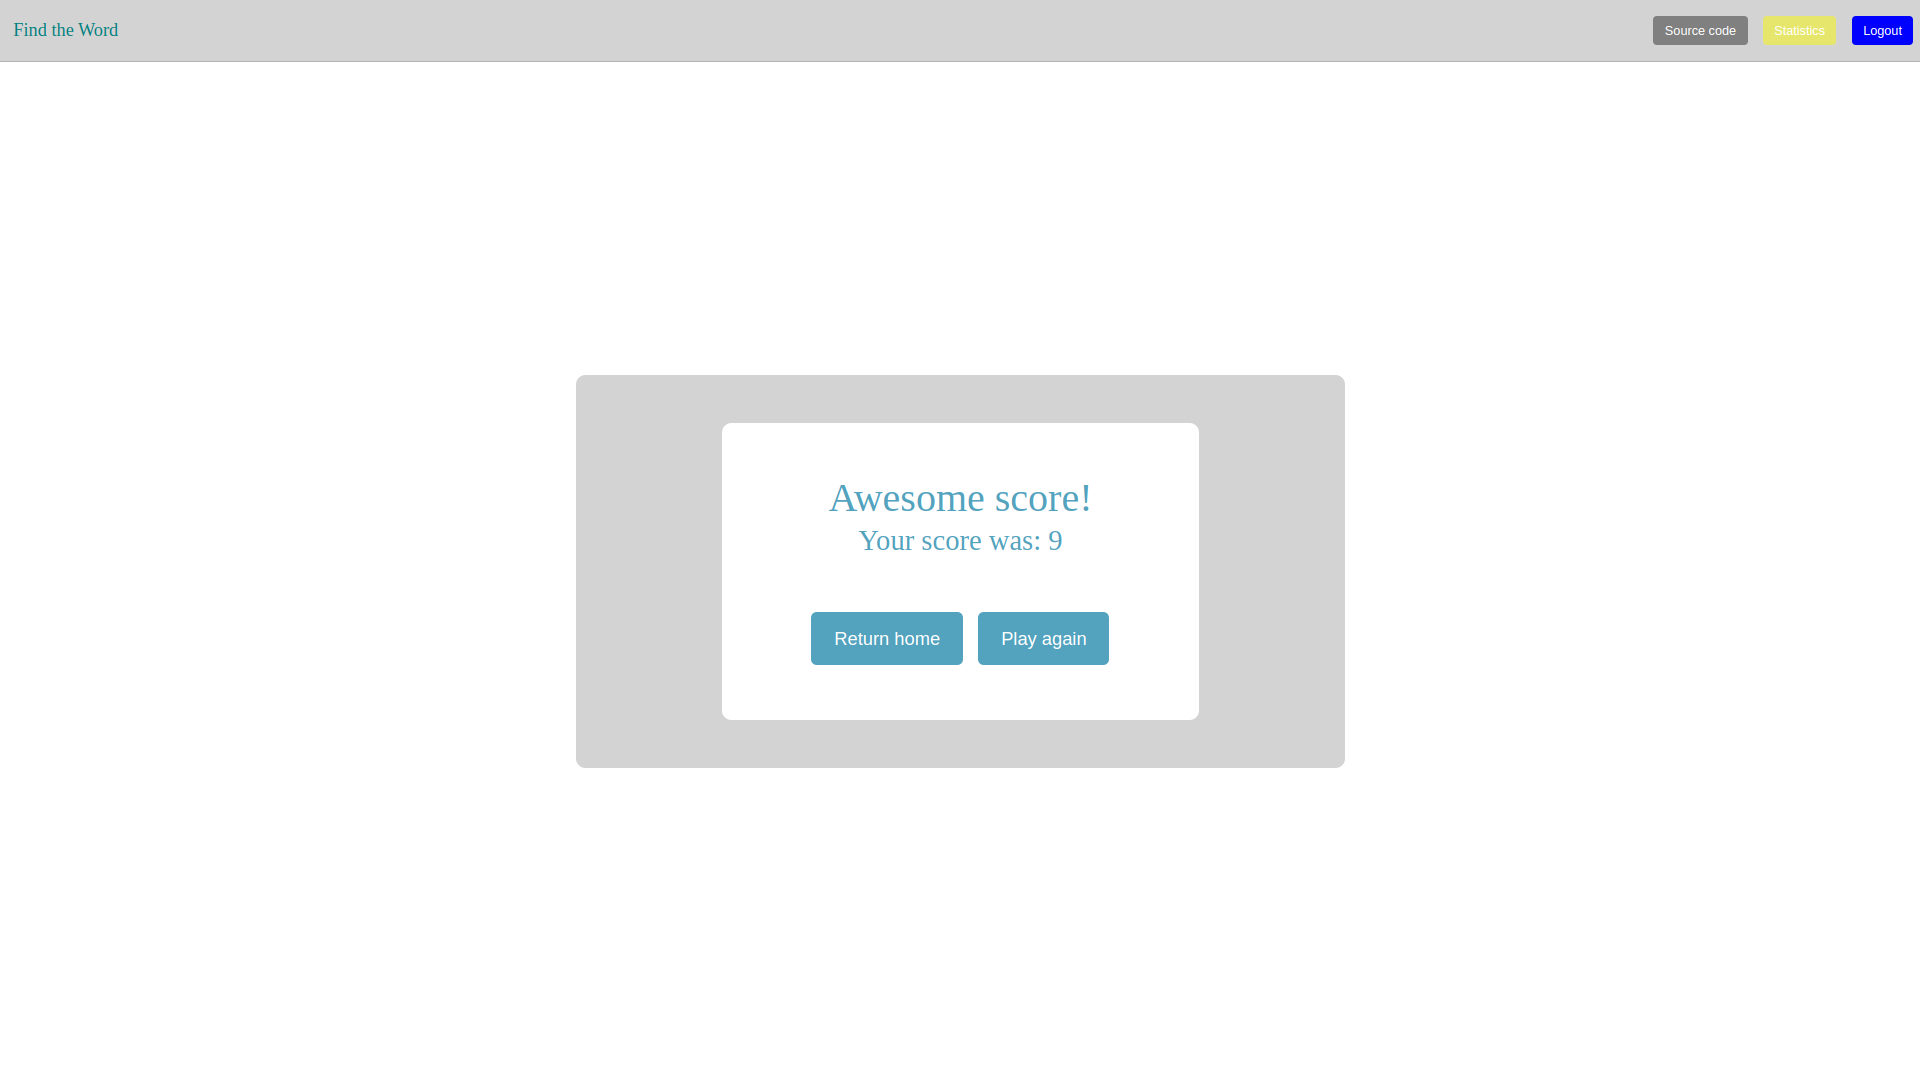 Find the Word
Source code
Statistics
Logout
Awesome score!
Your score was: 9
Return home
Play again